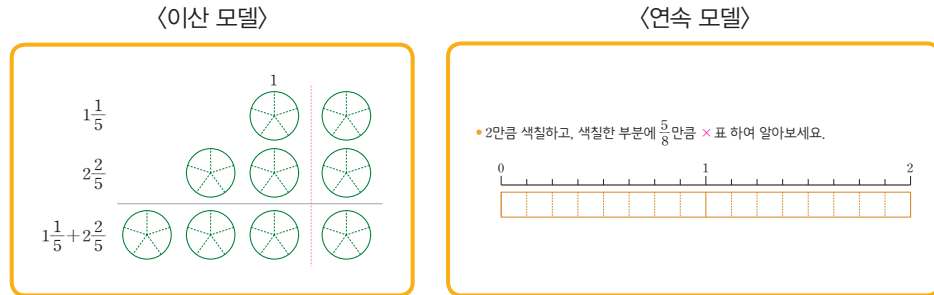 〈이산 모델〉
〈연속 모델〉
1
1 1/5
2 2/5
1 1/5+2 2/5
• 2만큼 색칠하고, 색칠한 부분에 5/8만큼 × 표 하여 알아보세요.
0 1 2